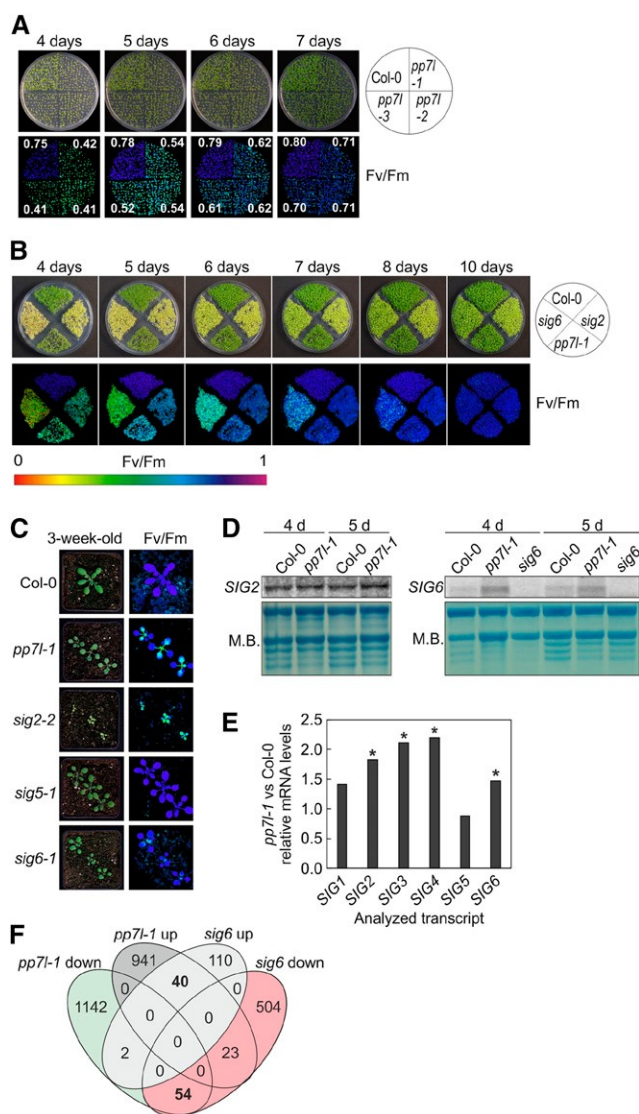 A
4 days 5 days 6 days 7 days
Col-0 pp7l -1
pp7l -3 pp7l -2
0.75 0.42 0.78 0.54 0.79 0.62 0.80 0.71
Fv/Fm
0.41 0.41 0.52 0.54 0.61 0.62 0.70 0.71
B
4 days 5 days 6 days 7 days 8 days 10 days
Col-0
sig6 sig2
pp7l-1
Fv/Fm
0 Fv/Fm 1
C
3-week-old Fv/Fm
Col-0
pp7l-1
sig2-2
sig5-1
sig6-1
D
4 d 5 d
Col-0 pp7l-1 Col-0 pp7l-1
SIG2
M.B.
4 d 5 d
Col-0 pp7l-1 sig6 Col-0 pp7l-1 sig6
SIG6
M.B.
E
pp7l-1 vs Col-0
relative mRNA levels
2.5
2.0
1.5
1.0
0.5
0.0
* * * *
SIG1 SIG2 SIG3 SIG4 SIG5 SIG6
Analyzed transcript
F
pp7l-1 up sig6 up
pp7l-1 down sig6 down
941 110
1142 0 40 0 504
0 0
0
2 23
0 0
54